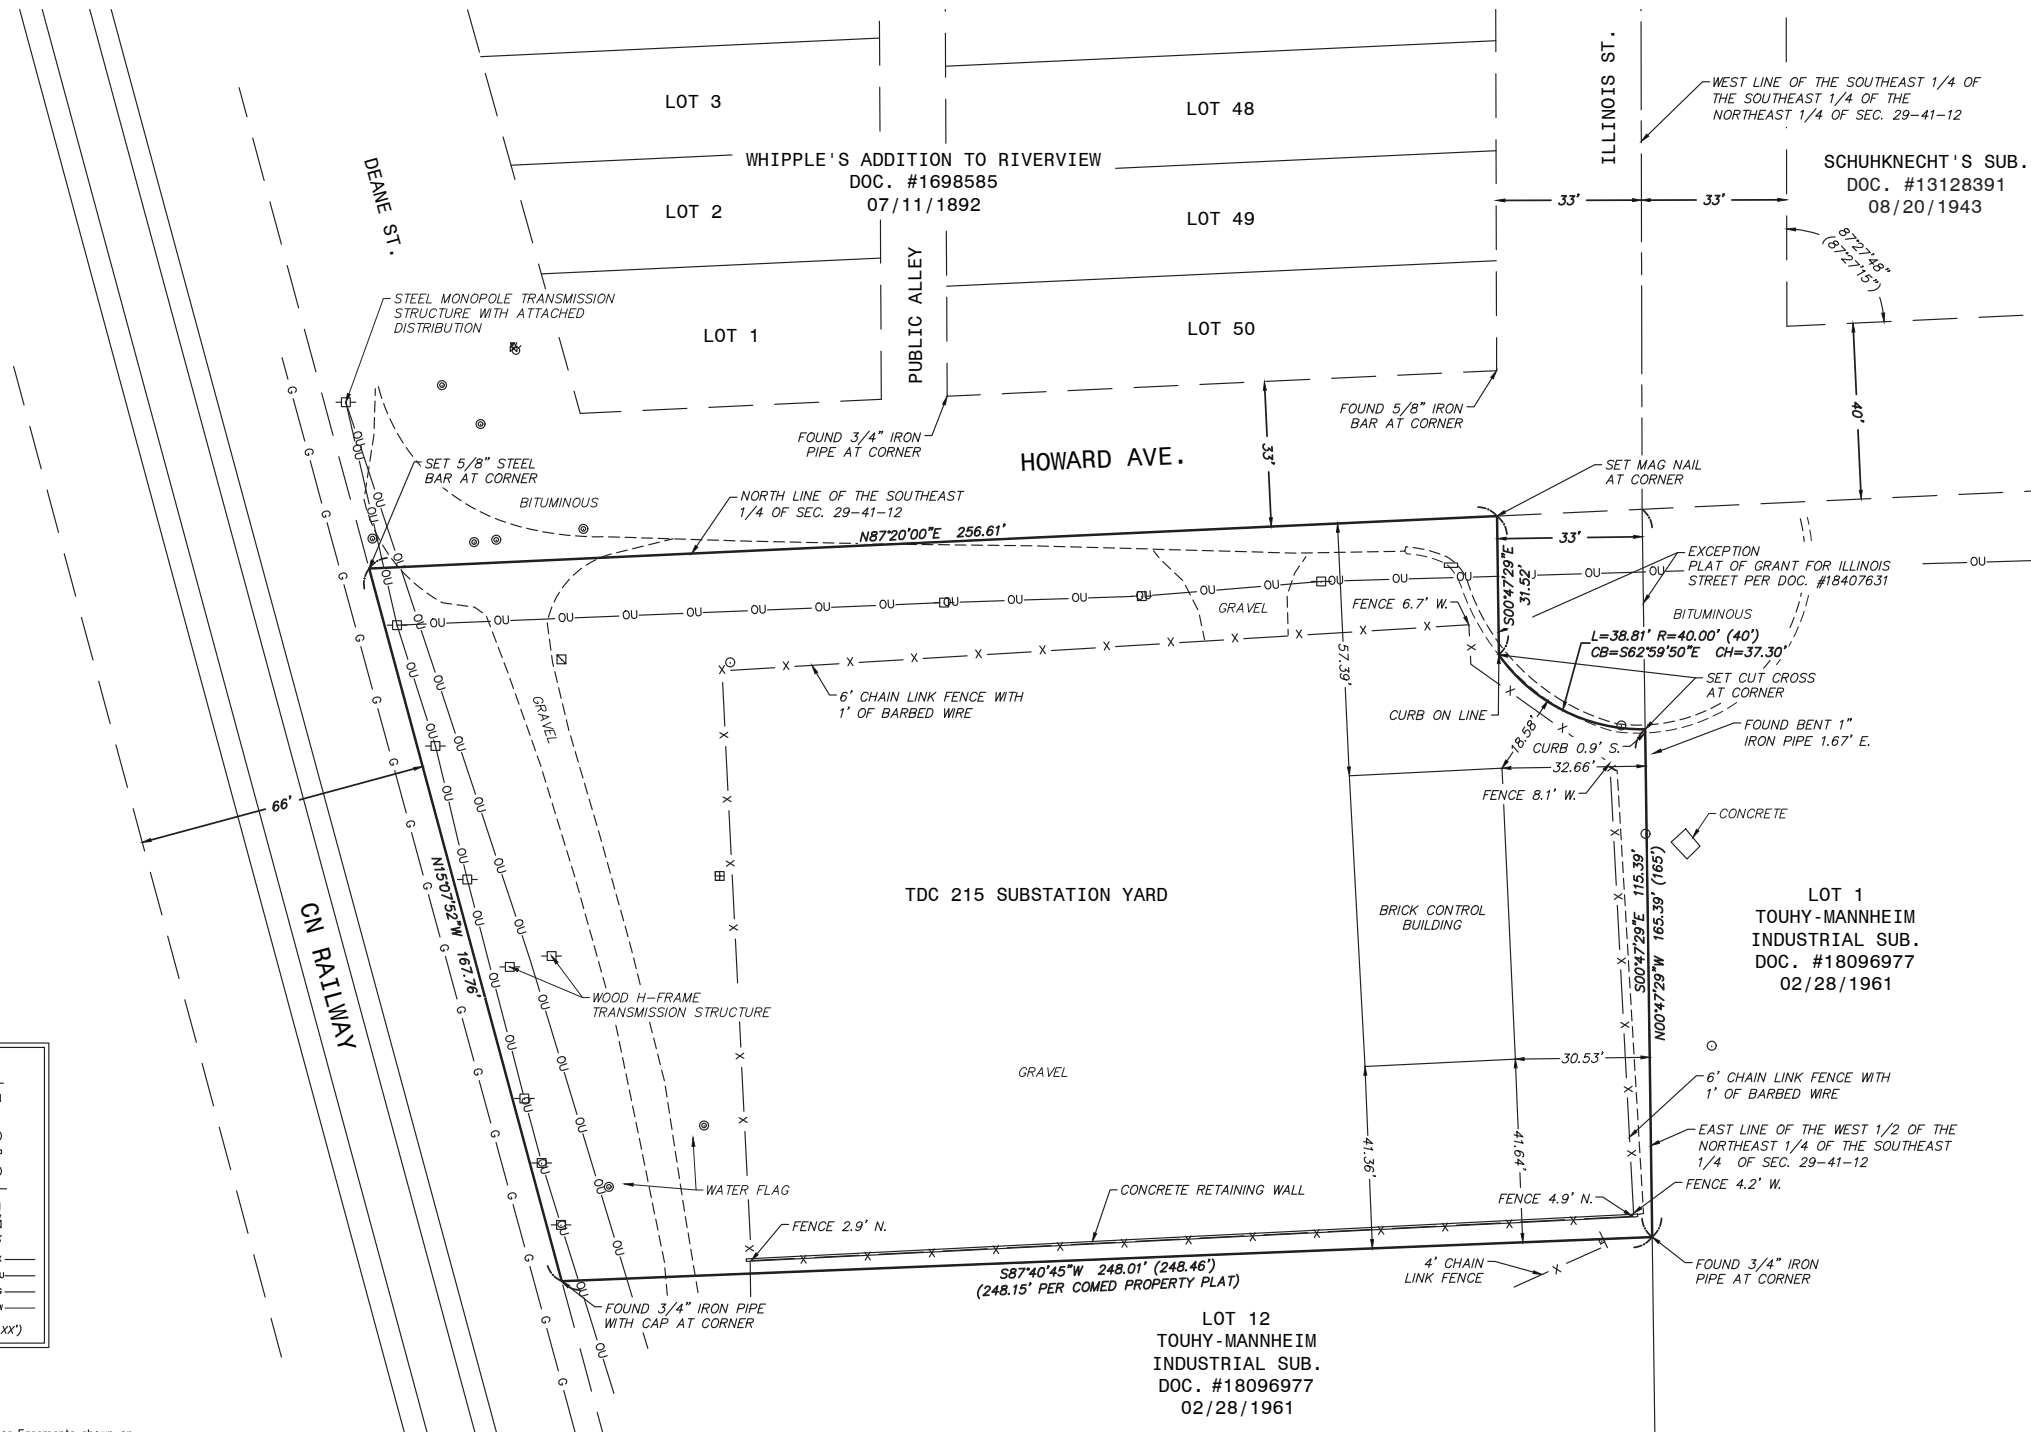 LOT 3
LOT 48
ILLINOIS ST.
WEST LINE OF THE SOUTHEAST 1/4 OF
THE SOUTHEAST 1/4 OF THE
NORTHEAST 1/4 OF SEC. 29-41-12
DEANE ST.
WHIPPLE'S ADDITION TO RIVERVIEW
DOC. #1698585
07/11/1892
SCHUHKNECHT'S SUB.
DOC. #13128391
08/20/1943
LOT 2
LOT 49
33'
33'
87°27'48"
(87°27'15")
PUBLIC ALLEY
STEEL MONOPOLE TRANSMISSION
STRUCTURE WITH ATTACHED
DISTRIBUTION
LOT 1
LOT 50
40'
FOUND 5/8" IRON
BAR AT CORNER
FOUND 3/4" IRON
PIPE AT CORNER
33'
HOWARD AVE.
SET 5/8" STEEL
BAR AT CORNER
SET MAG NAIL
AT CORNER
BITUMINOUS
NORTH LINE OF THE SOUTHEAST
1/4 OF SEC. 29-41-12
N87°20'00"E 256.61'
33'
S00°47'29"E
31.52'
EXCEPTION
PLAT OF GRANT FOR ILLINOIS
STREET PER DOC. #18407631
GRAVEL
FENCE 6.7' W.
BITUMINOUS
L=38.81' R=40.00' (40')
CB=S62°59'50"E CH=37.30'
57.39'
GRAVEL
6' CHAIN LINK FENCE WITH
1' OF BARBED WIRE
SET CUT CROSS
AT CORNER
CURB ON LINE
18.58'
CURB 0.9' S.
FOUND BENT 1"
IRON PIPE 1.67' E.
32.66'
FENCE 8.1' W.
66'
CONCRETE
CN RAILWAY
N15°07'52"W 167.76'
TDC 215 SUBSTATION YARD
BRICK CONTROL
BUILDING
S00°47'29"E 115.39'
N00°47'29"W 165.39' (165')
LOT 1
TOUHY-MANNHEIM
INDUSTRIAL SUB.
DOC. #18096977
02/28/1961
WOOD H-FRAME
TRANSMISSION STRUCTURE
GRAVEL
30.53'
6' CHAIN LINK FENCE WITH
1' OF BARBED WIRE
41.36'
41.64'
EAST LINE OF THE WEST 1/2 OF THE
NORTHEAST 1/4 OF THE SOUTHEAST
1/4 OF SEC. 29-41-12
WATER FLAG
CONCRETE RETAINING WALL
FENCE 4.9' N.
FENCE 4.2' W.
FENCE 2.9' N.
S87°40'45"W 248.01' (248.46')
(248.15' PER COMED PROPERTY PLAT)
4' CHAIN
LINK FENCE
FOUND 3/4" IRON
PIPE AT CORNER
FOUND 3/4" IRON PIPE
WITH CAP AT CORNER
LOT 12
TOUHY-MANNHEIM
INDUSTRIAL SUB.
DOC. #18096977
02/28/1961
XX')